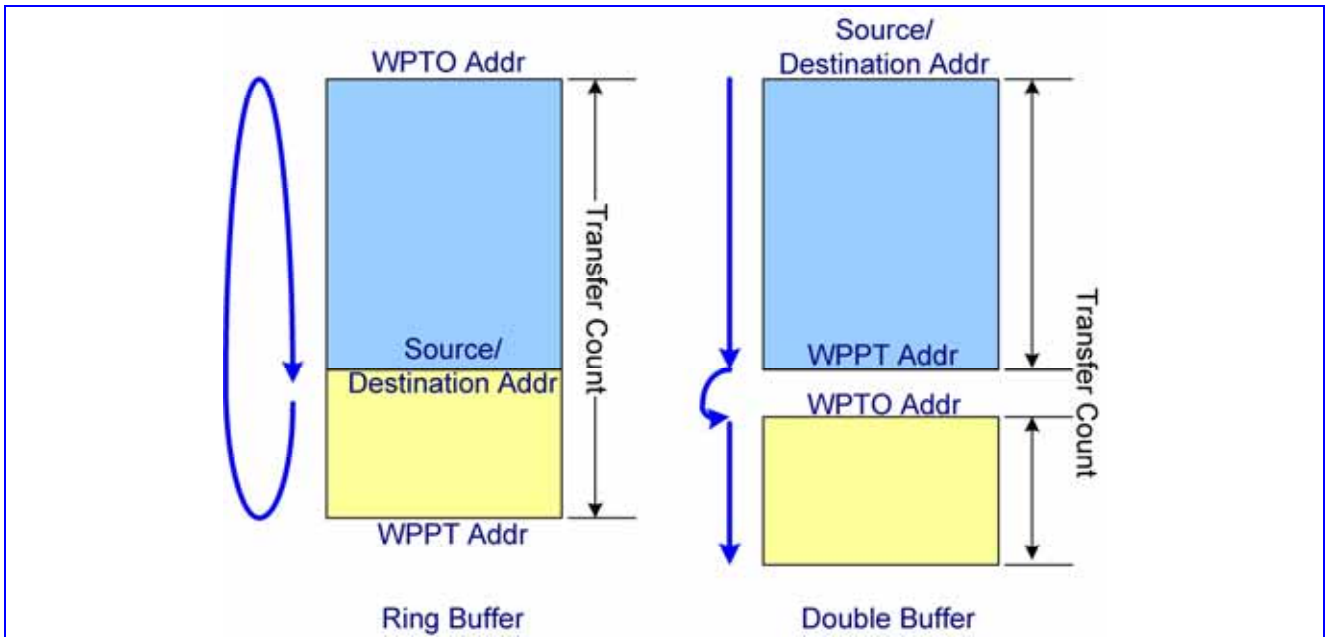 WPTO Addr
Transfer Count
Source/
Destination Addr
WPPT Addr
Ring Buffer
Source/
Destination Addr
WPPT Addr
WPTO Addr
Transfer Count
Double Buffer